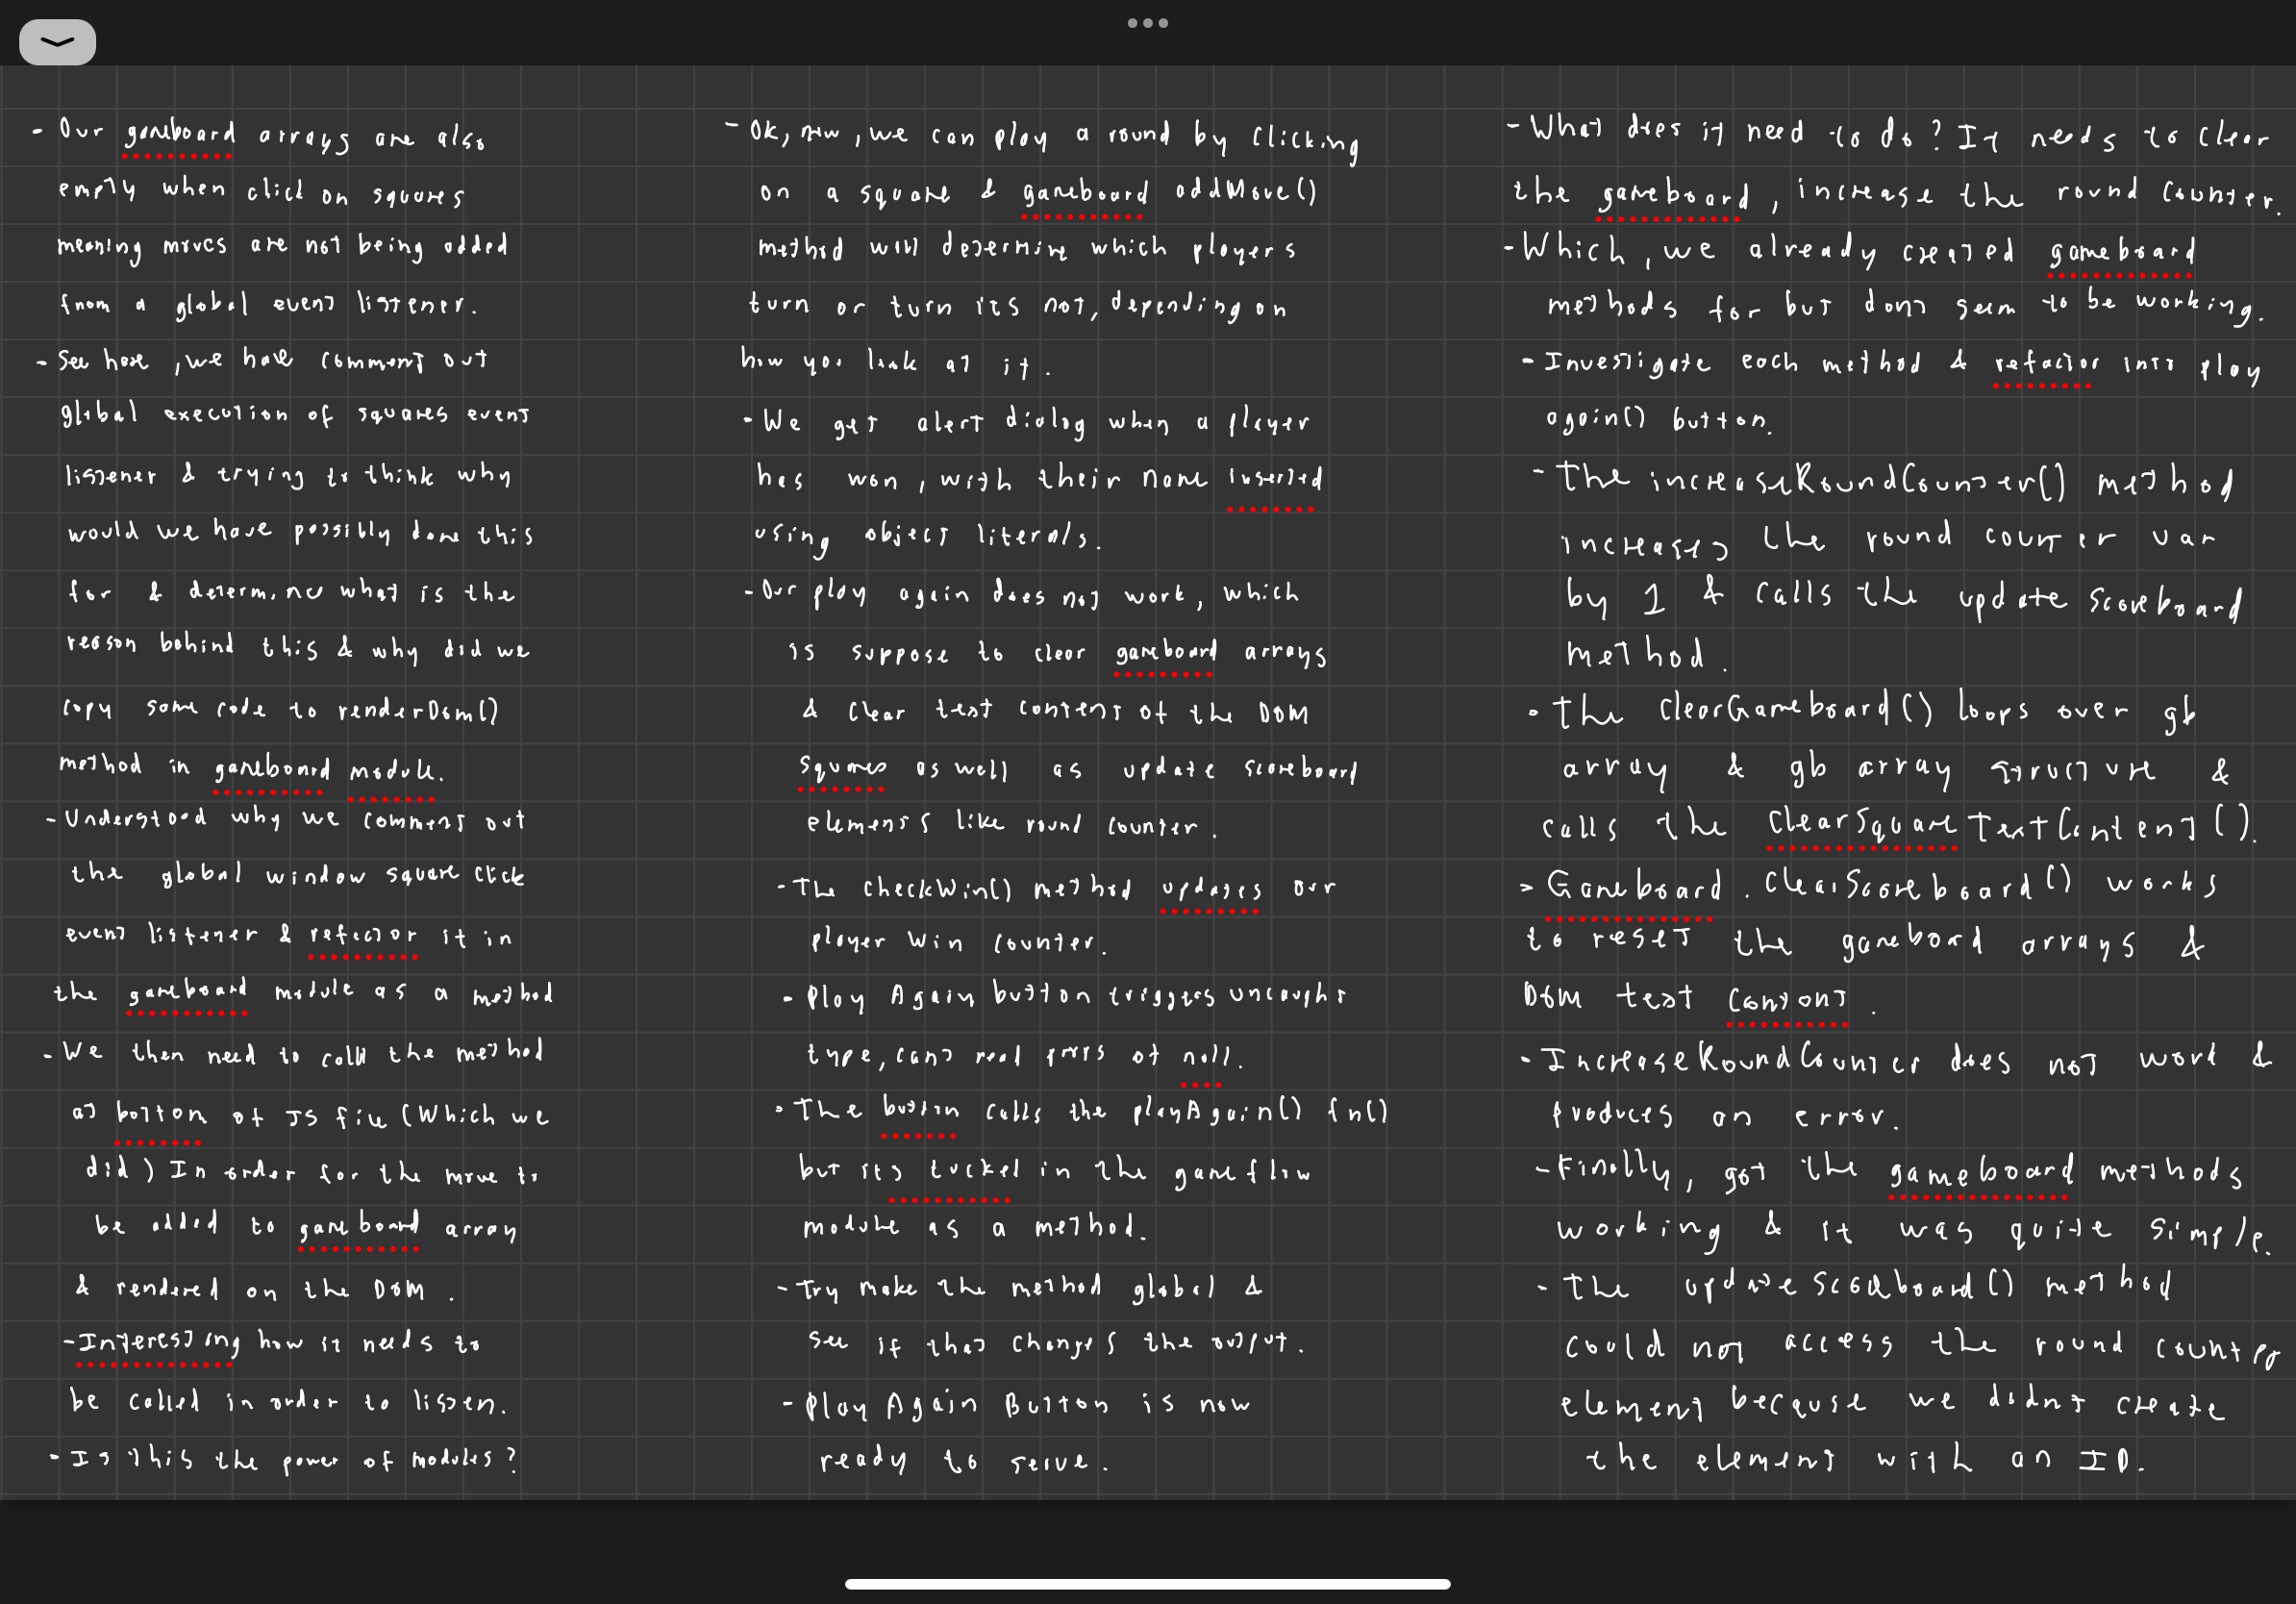 - Our gameboard arrays are also
empty when click on squares
meaning moves are not being added
from a global event listener.
- See here, we have comment out
global execution of squares event
listener & trying to think why
would we have possibly done this
for & determine what is the
reason behind this & why did we
copy some code to renderDom()
method in gameboard module.
- Understood why we comment out
the global window square click
event listener & refactor it in
the gameboard module as a method
- We then need to call the method
at bottom of JS file (Which we
did) In order for the move to
be added to gameboard array
& rendered on the DOM.
- Interesting how it needs to
be called in order to listen.
- Is this the power of modules?
- Ok, now, we can play a round by clicking
on a square & gameboard addMove()
method will determine which players
turn or turn its not, depending on
how you look at it.
- We get alert dialog when a player
has won, with their name inserted
using object literals.
- Our play again does not work, which
is suppose to clear gameboard arrays
& clear text content of the DOM
squares as well as update scoreboard
elements like round counter.
- The checkWin() method updates our
player win counter.
- Play Again button triggers uncaught
type, cant read props of null.
- The button calls the playAgain() fn()
but its tucked in the gameflow
module as a method.
- Try make the method global &
see if that changes the output.
- Play Again Button is now
ready to serve.
- What does it need to do? It needs to clear
the gameboard, increase the round counter.
- Which, we already created gameboard
methods for but dont seem to be working.
- Investigate each method & refactor into play
again() button.
- The increaseRoundCounter() method
increases the round counter var
by 1 & calls the update scoreboard
method.
- The ClearGameboard() loops over gb
array & gb array structure &
calls the ClearSquareTextContent().
- Gameboard.ClearScoreboard() works
to reset the gameboard arrays &
DOM text content.
- IncreaseRoundCounter does not work &
produces an error.
- Finally, got the gameboard methods
working & it was quite simple.
- The updateScoreboard() method
could not access the round counter
element because we didnt create
the element with an ID.